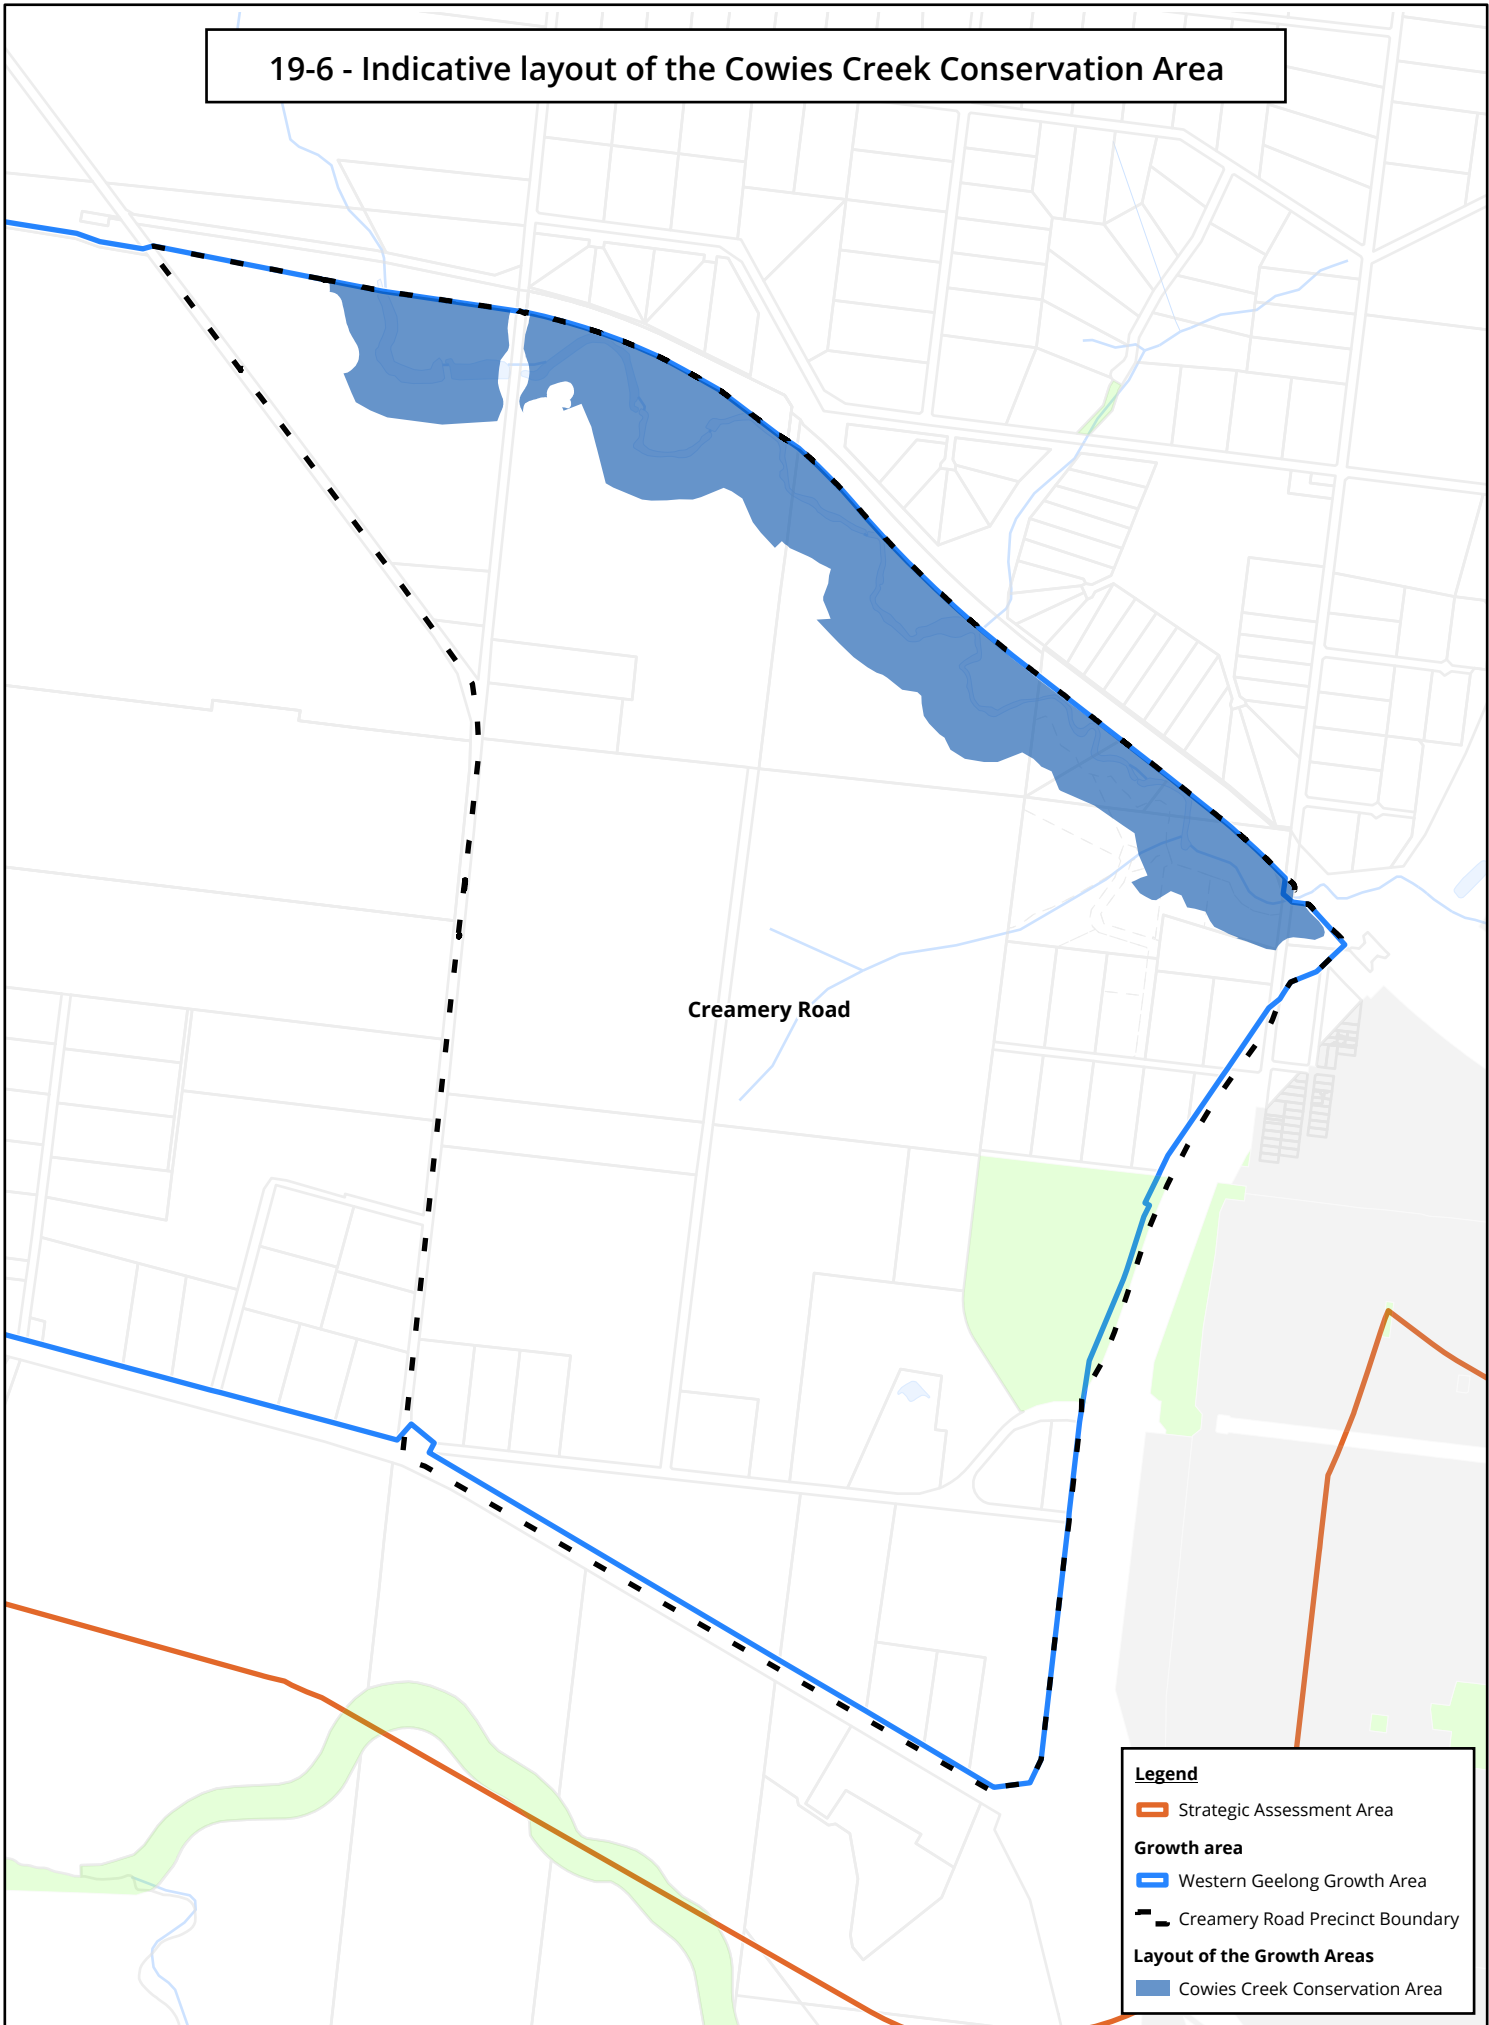 19-6 - Indicative layout of the Cowies Creek Conservation Area
Creamery Road
Legend
Strategic Assessment Area
Growth area
Western Geelong Growth Area
Creamery Road Precinct Boundary
Layout of the Growth Areas
Cowies Creek Conservation Area